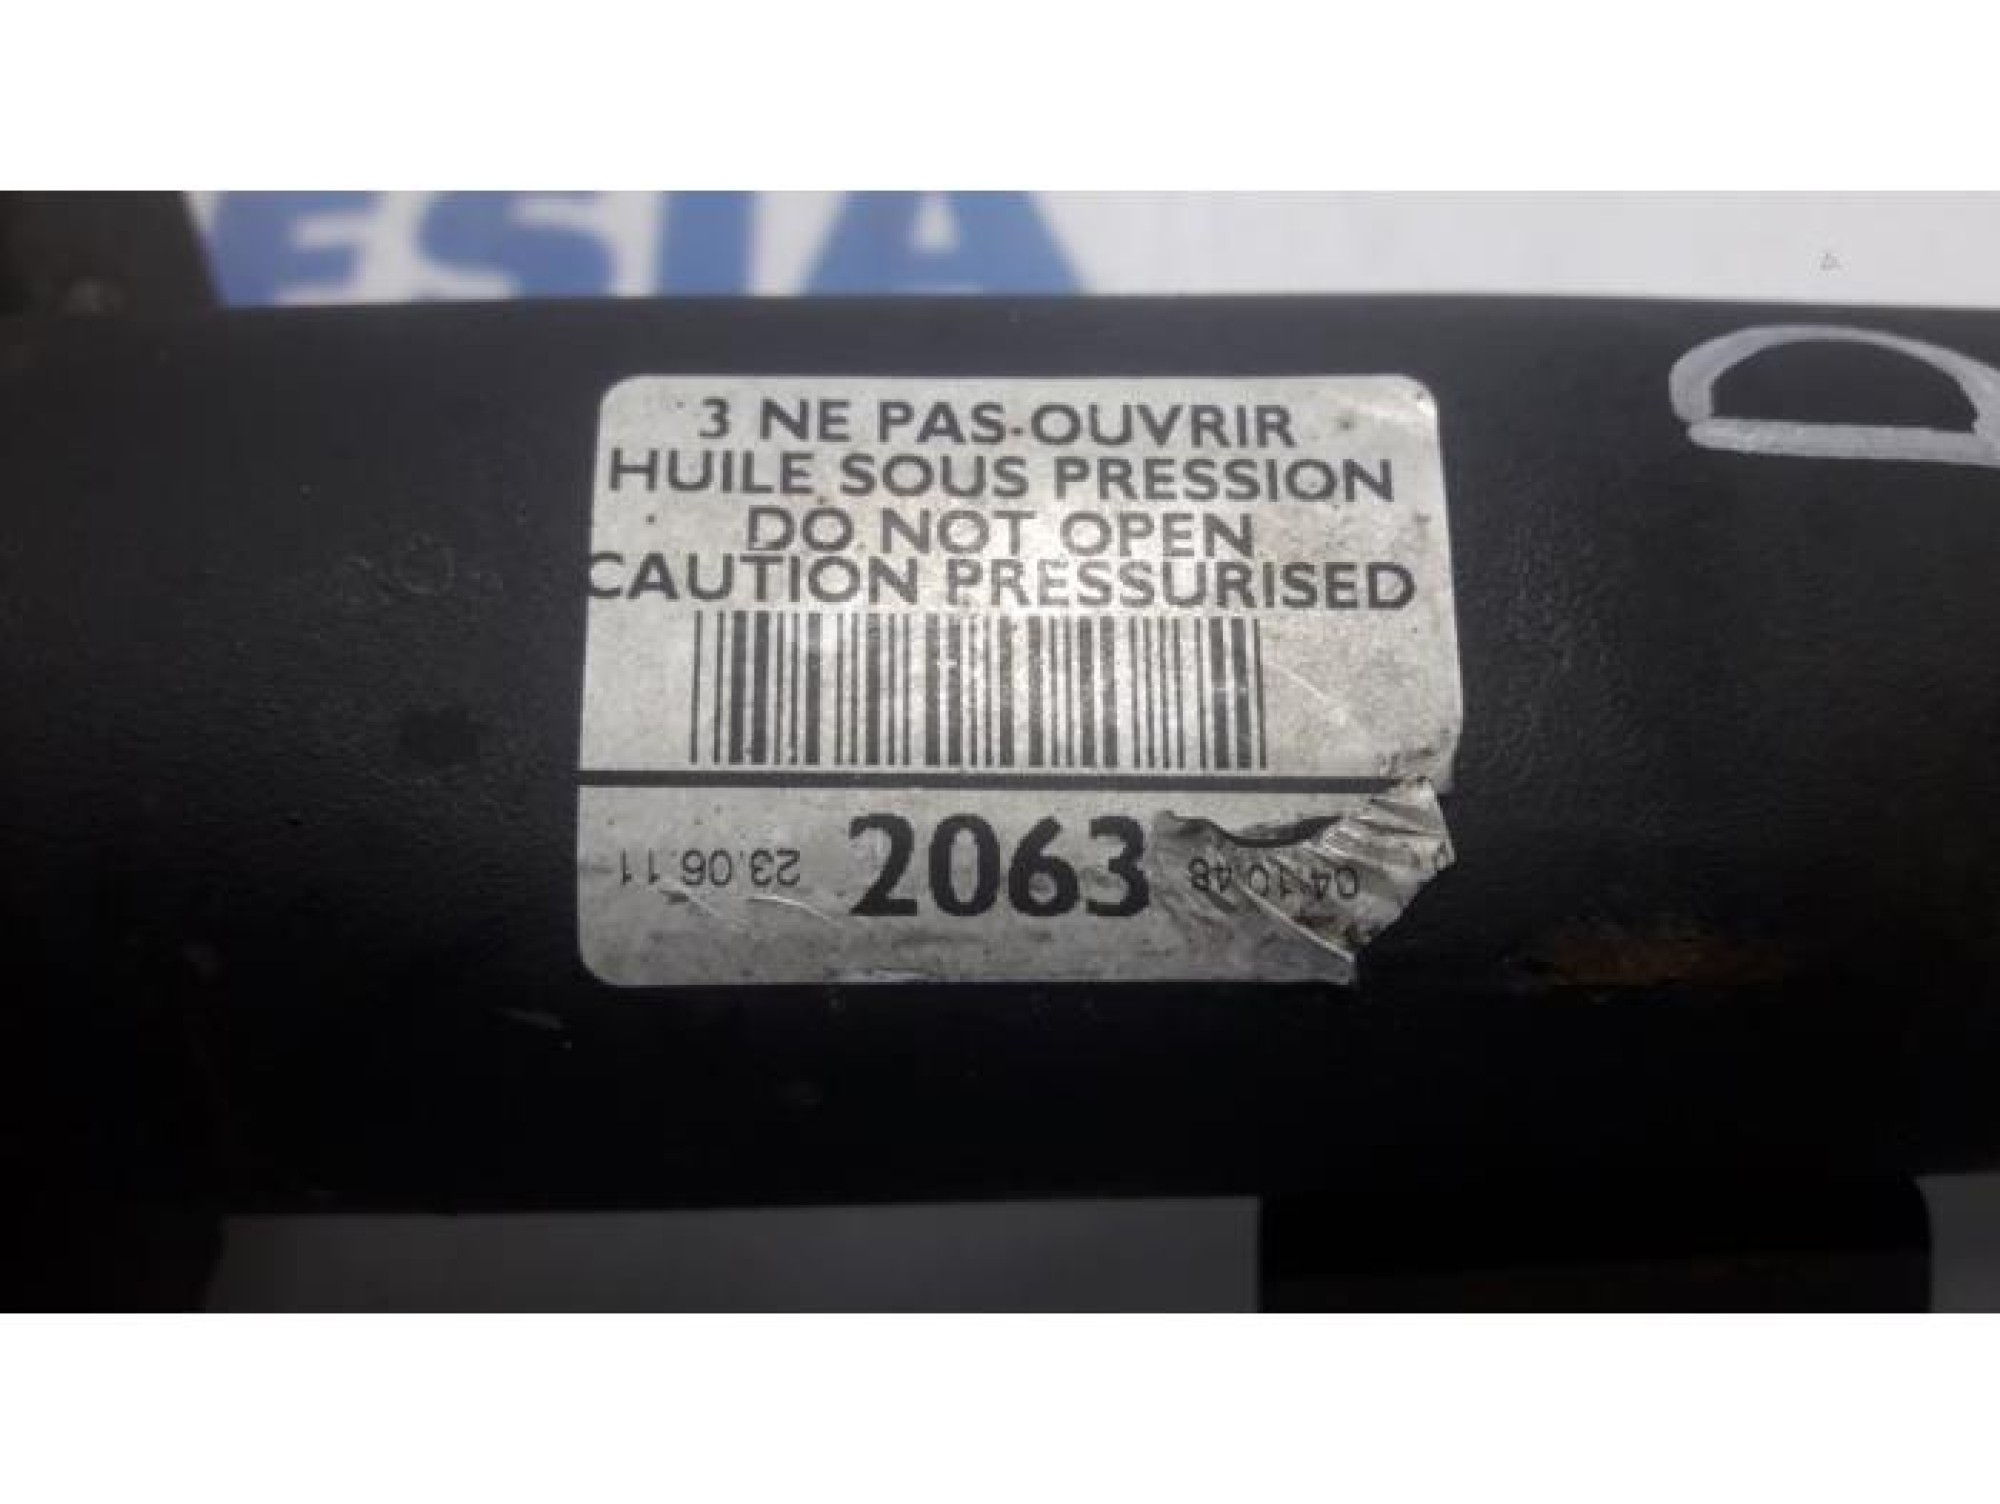 ESIA
3 NE PAS OUVRIR
HUILE SOUS PRESSION
DO NOT OPEN
CAUTION PRESSURISED
23.06.11 2063 04:10:48
D